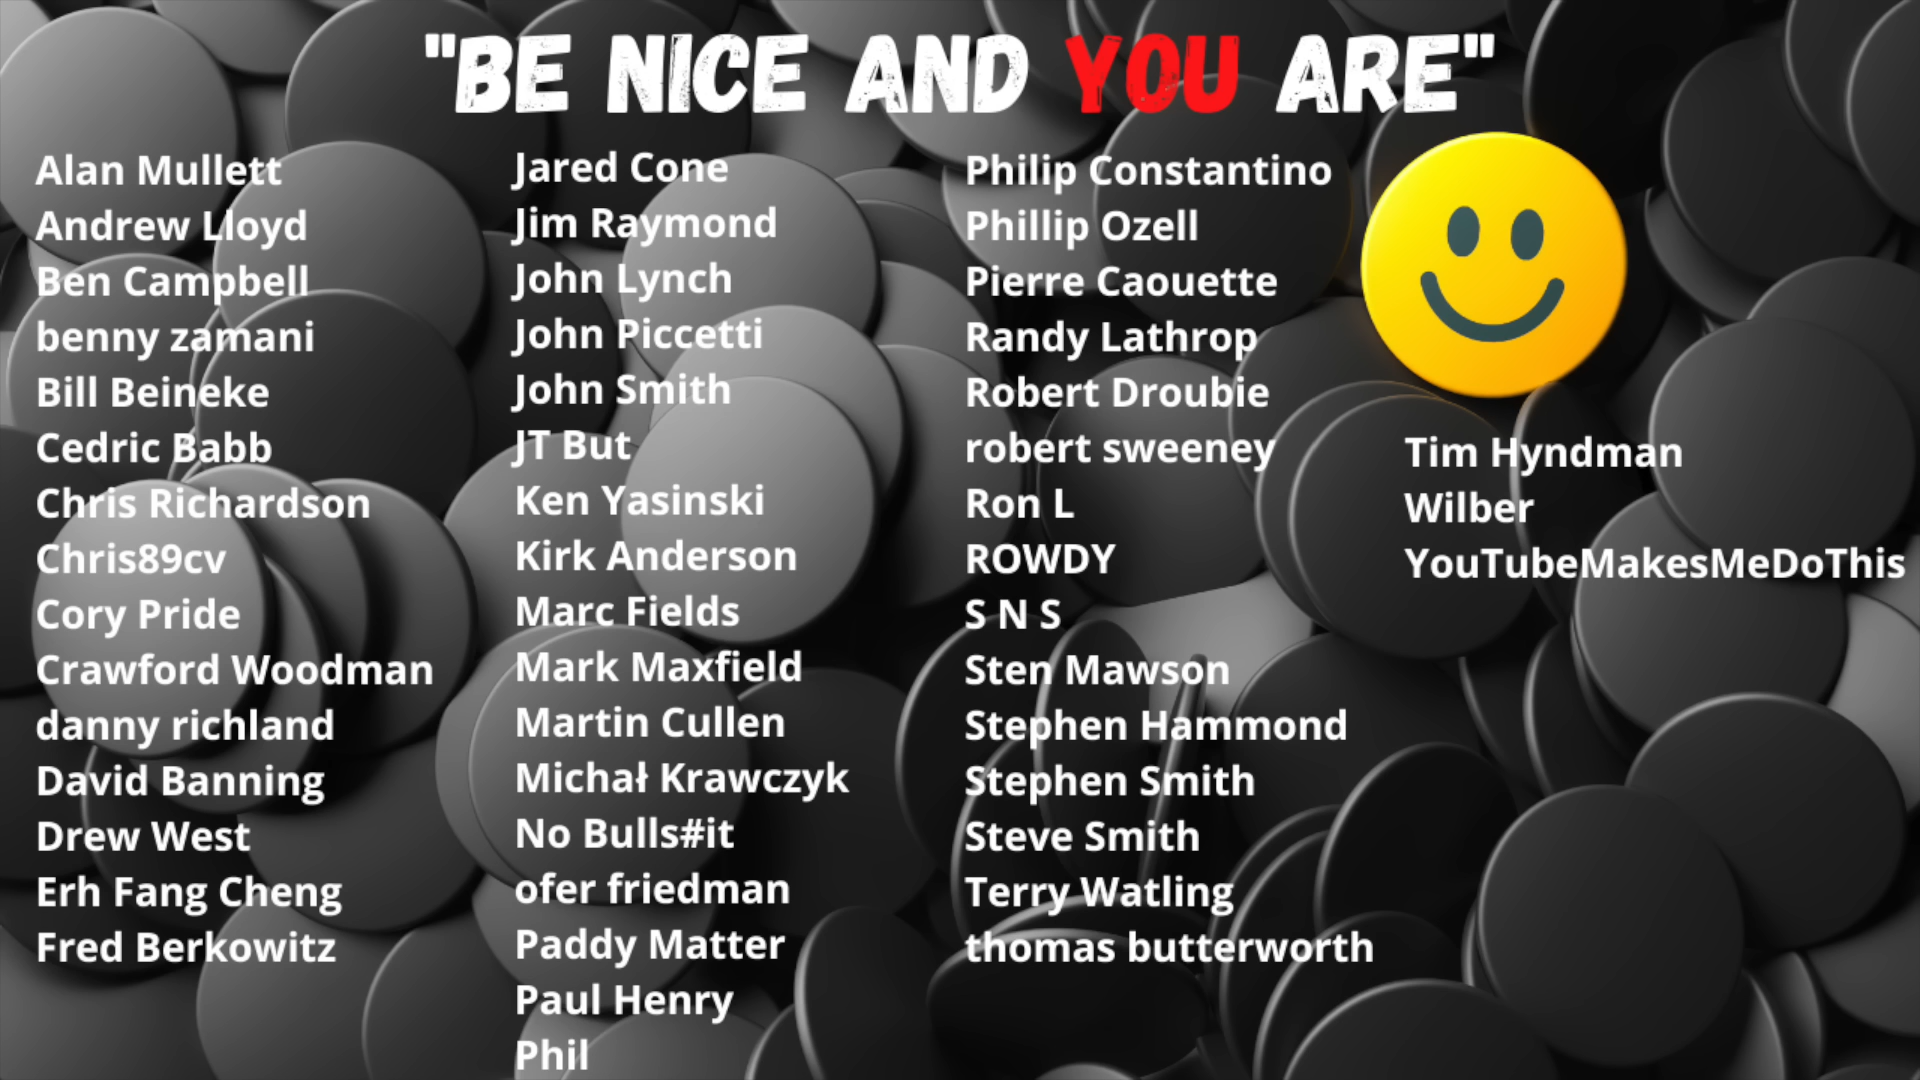 "BE NICE AND YOU ARE"
Alan Mullett
Andrew Lloyd
Ben Campbell
benny zamani
Bill Beineke
Cedric Babb
Chris Richardson
Chris89cv
Cory Pride
Crawford Woodman
danny richland
David Banning
Drew West
Erh Fang Cheng
Fred Berkowitz
Jared Cone
Jim Raymond
John Lynch
John Piccetti
John Smith
JT But
Ken Yasinski
Kirk Anderson
Marc Fields
Mark Maxfield
Martin Cullen
Michał Krawczyk
No Bulls#it
ofer friedman
Paddy Matter
Paul Henry
Phil
Philip Constantino
Phillip Ozell
Pierre Caouette
Randy Lathrop
Robert Droubie
robert sweeney
Ron L
ROWDY
S N S
Sten Mawson
Stephen Hammond
Stephen Smith
Steve Smith
Terry Watling
thomas butterworth
Tim Hyndman
Wilber
YouTubeMakesMeDoThis